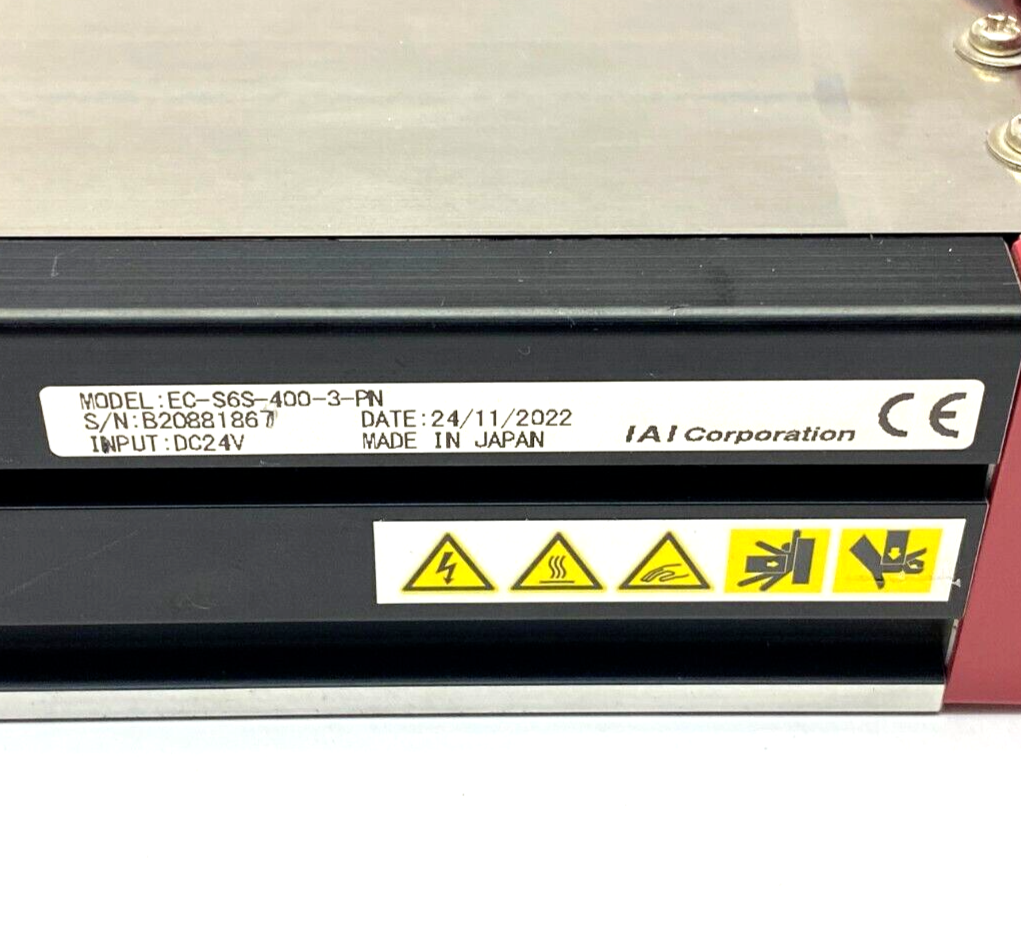 MODEL:EC-S6S-400-3-PN
S/N:B20881867 DATE:24/11/2022
INPUT:DC24V MADE IN JAPAN
IAI Corporation CE